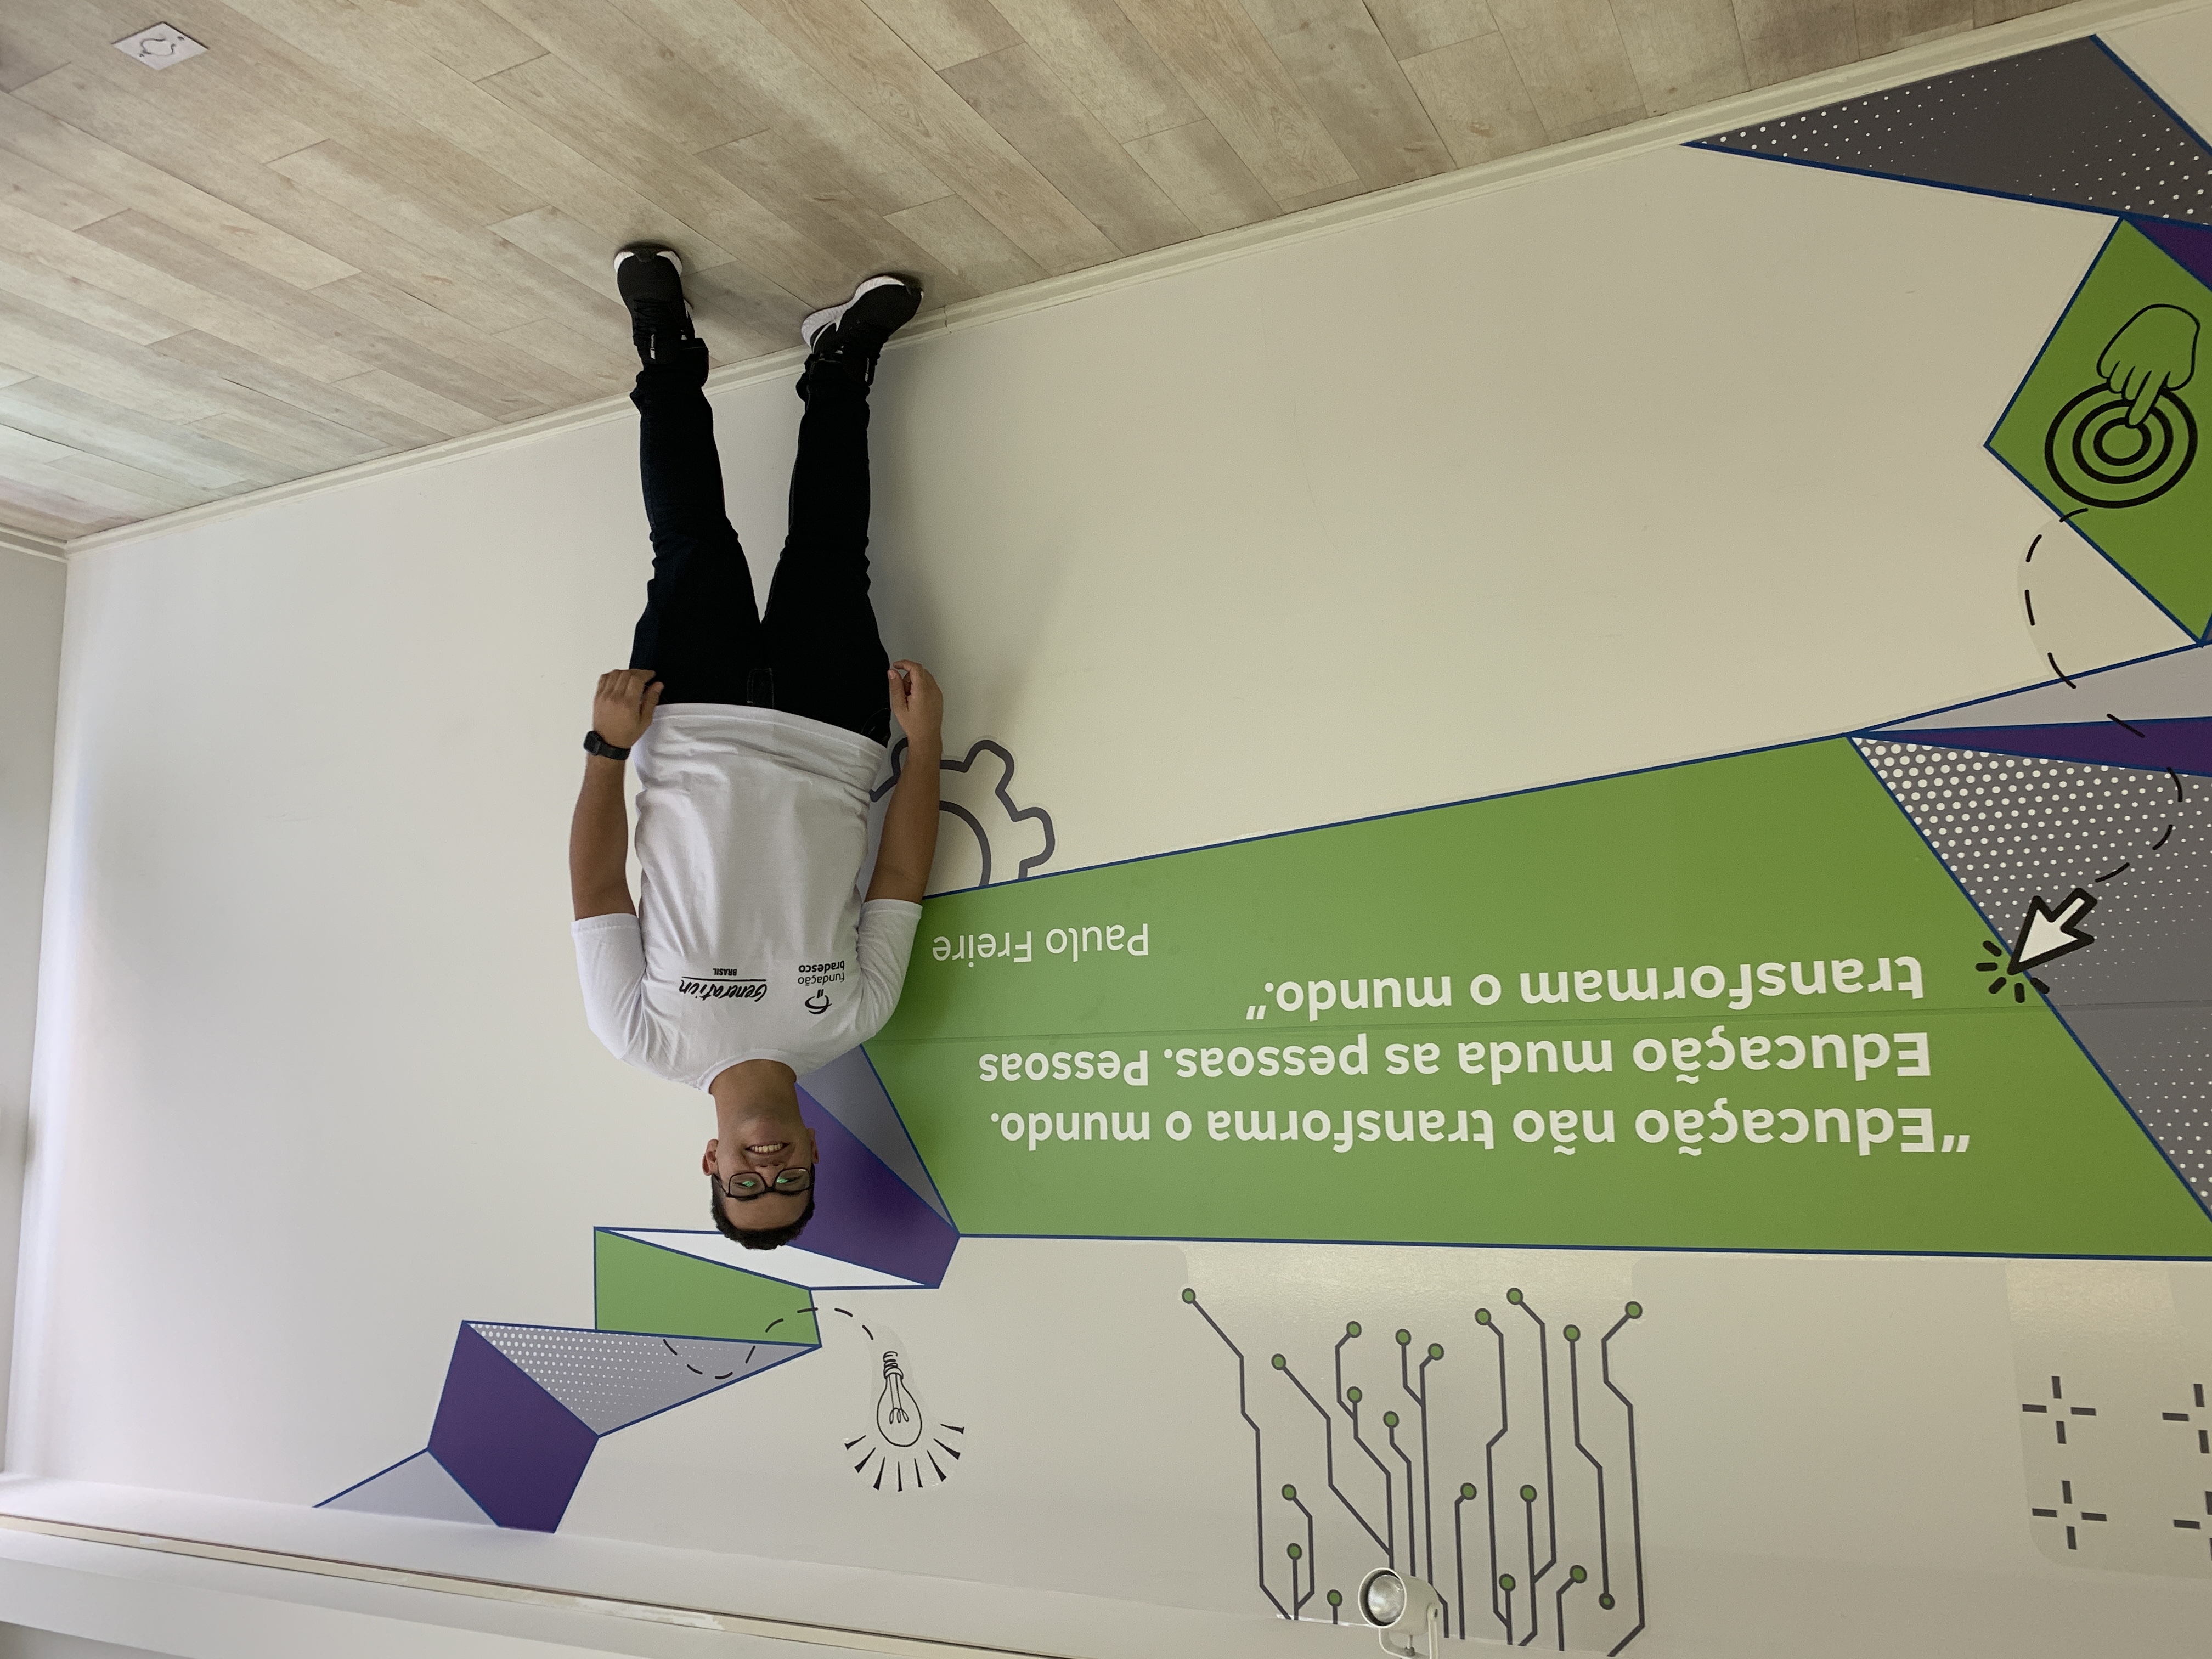 “Educação não transforma o mundo.
Educação muda as pessoas. Pessoas
transformam o mundo.”
Paulo Freire
fundação
bradesco
Generation
BRASIL